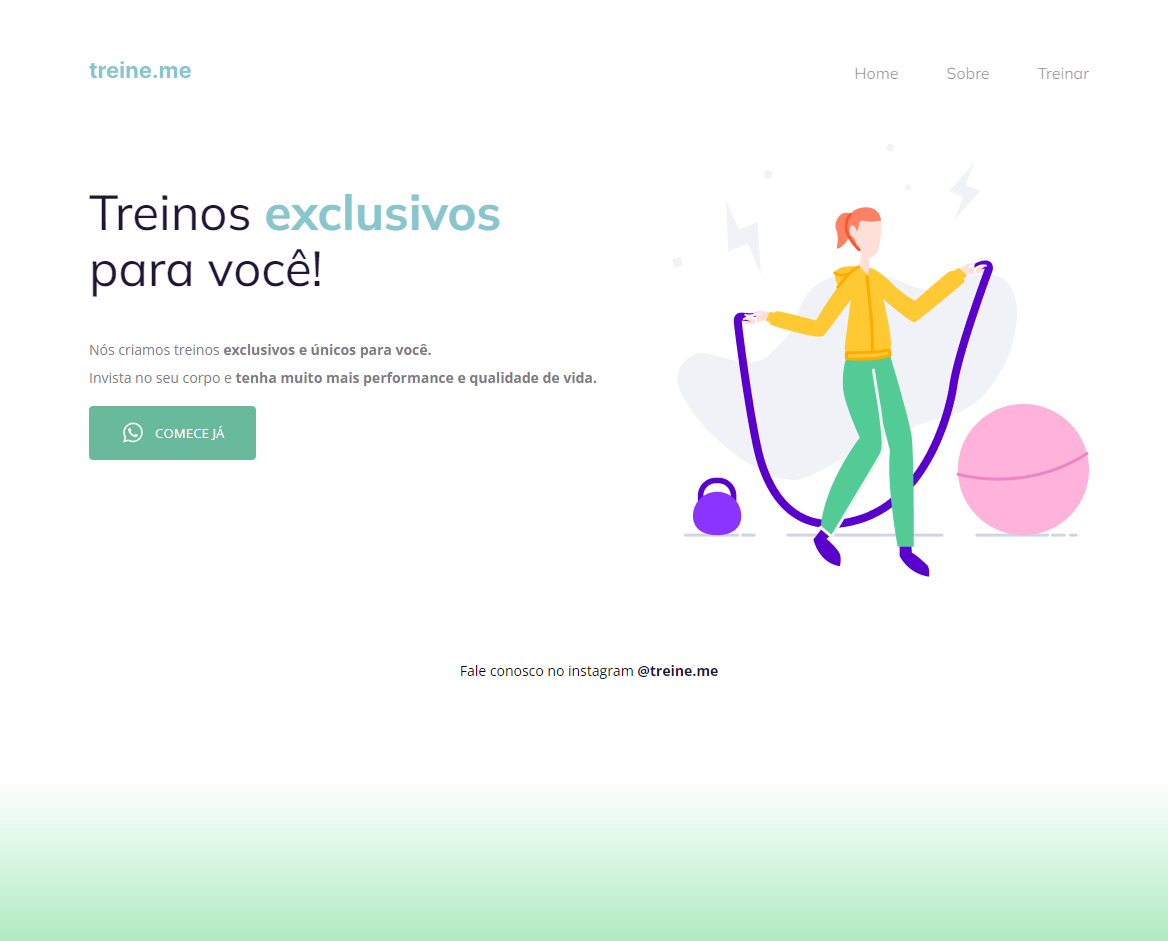 treine.me
Home Sobre Treinar
Treinos exclusivos
para você!
Nós criamos treinos exclusivos e únicos para você.
Invista no seu corpo e tenha muito mais performance e qualidade de vida.
COMECE JÁ
Fale conosco no instagram @treine.me